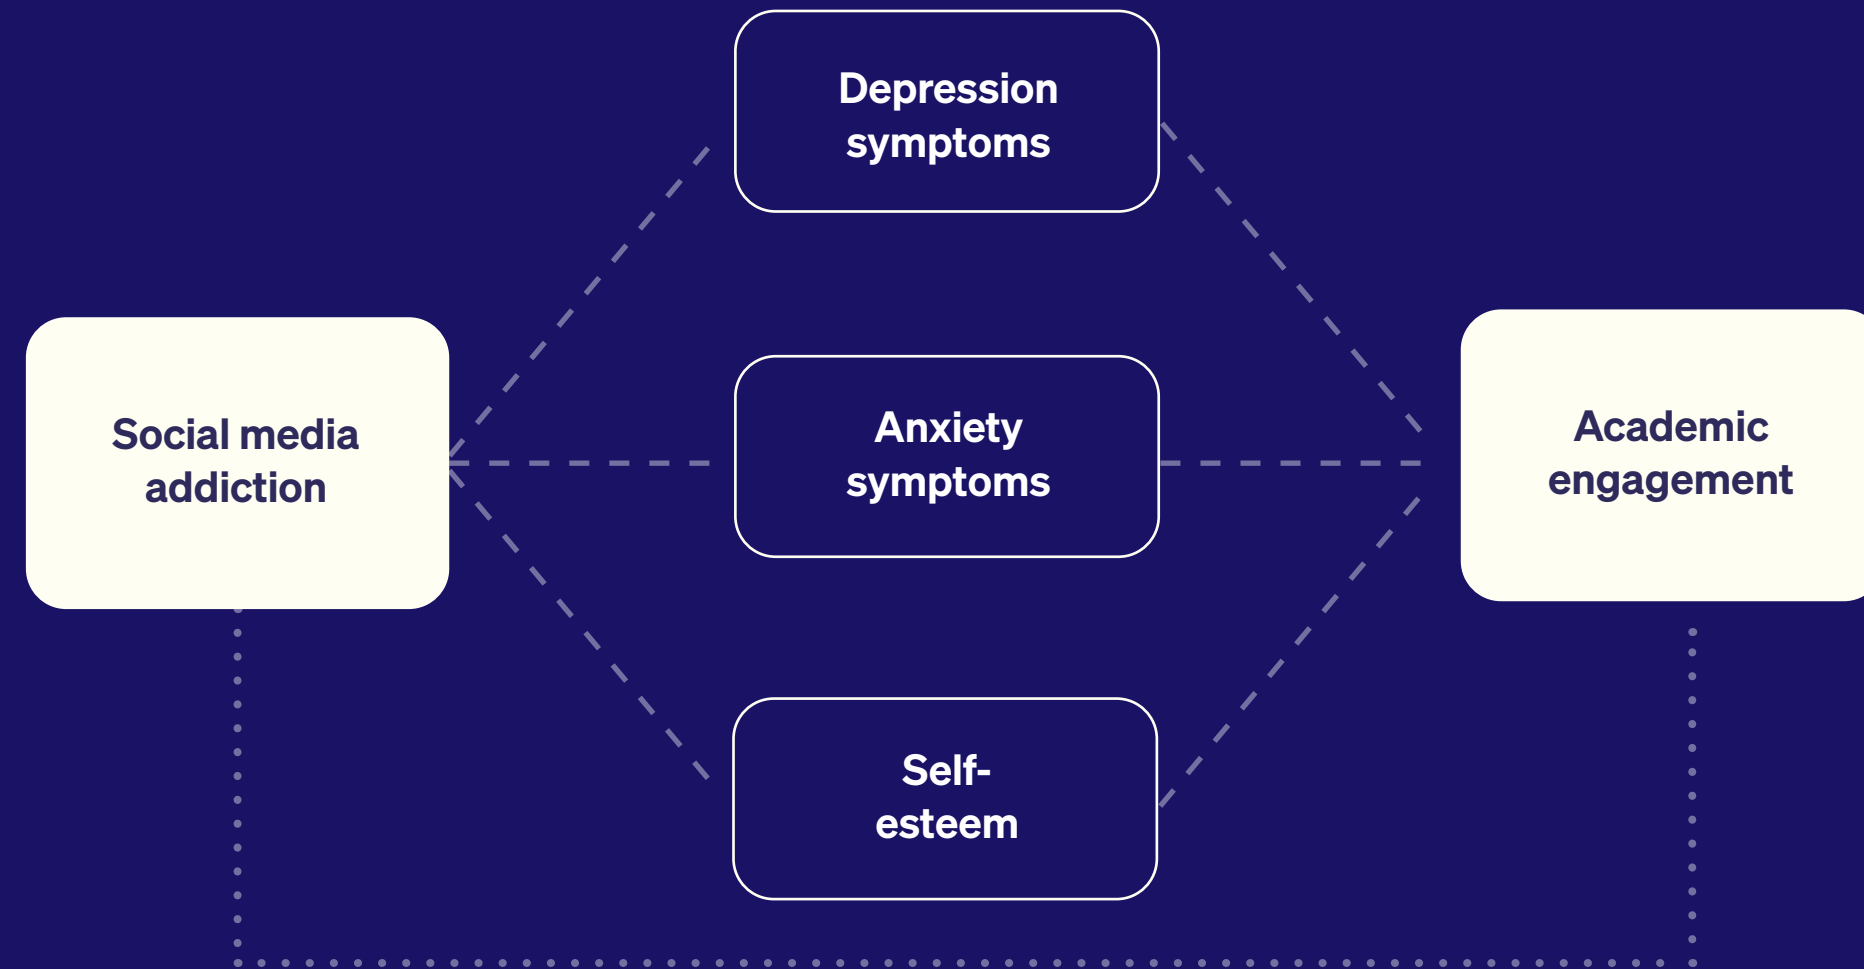 Depression
symptoms
Social media
addiction
Anxiety
symptoms
Academic
engagement
Self-
esteem